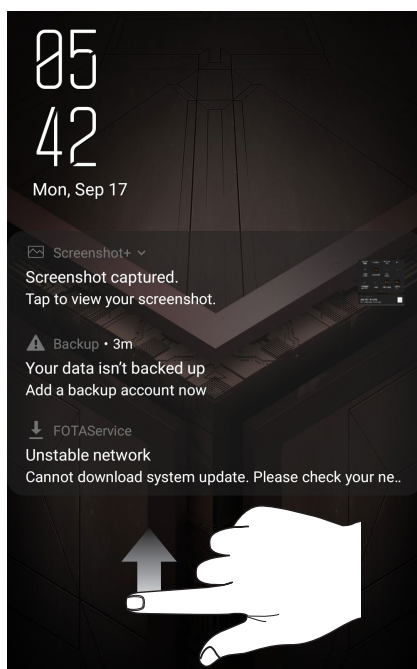 05
42
Mon, Sep 17
Screenshot+
Screenshot captured.
Tap to view your screenshot.
Backup • 3m
Your data isn't backed up
Add a backup account now
FOTAService
Unstable network
Cannot download system update. Please check your ne..